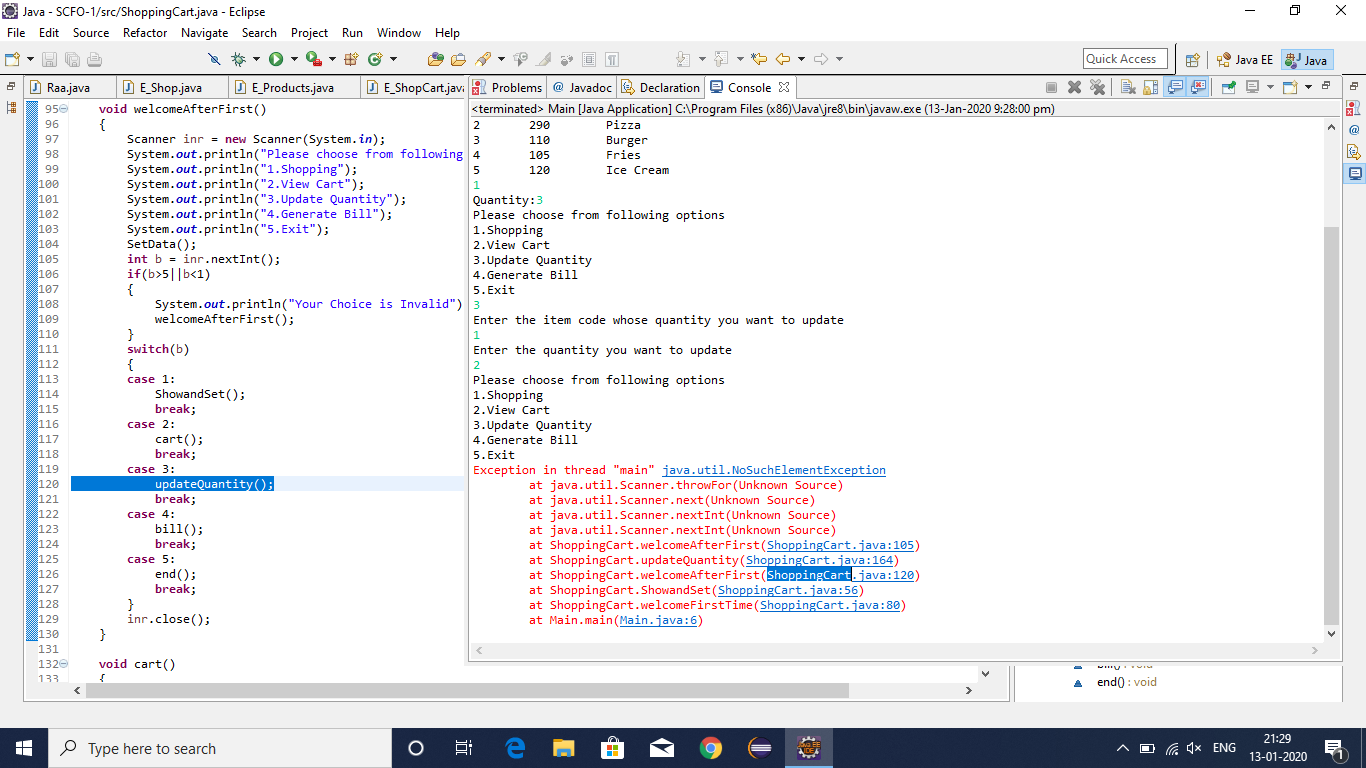 Java - SCFO-1/src/ShoppingCart.java - Eclipse
File Edit Source Refactor Navigate Search Project Run Window Help
Quick Access Java EE Java
Raa.java E_Shop.java E_Products.java E_ShopCart.java
Problems @ Javadoc Declaration Console
<terminated> Main [Java Application] C:\Program Files (x86)\Java\jre8\bin\javaw.exe (13-Jan-2020 9:28:00 pm)
95 void welcomeAfterFirst()
96 {
97 Scanner inr = new Scanner(System.in);
98 System.out.println("Please choose from following
99 System.out.println("1.Shopping");
100 System.out.println("2.View Cart");
101 System.out.println("3.Update Quantity");
102 System.out.println("4.Generate Bill");
103 System.out.println("5.Exit");
104 SetData();
105 int b = inr.nextInt();
106 if(b>5||b<1)
107 {
108 System.out.println("Your Choice is Invalid")
109 welcomeAfterFirst();
110 }
111 switch(b)
112 {
113 case 1:
114 ShowandSet();
115 break;
116 case 2:
117 cart();
118 break;
119 case 3:
120 updateQuantity();
121 break;
122 case 4:
123 bill();
124 break;
125 case 5:
126 end();
127 break;
128 }
129 inr.close();
130 }
131
132 void cart()
133 {
2 290 Pizza
3 110 Burger
4 105 Fries
5 120 Ice Cream
1
Quantity:3
Please choose from following options
1.Shopping
2.View Cart
3.Update Quantity
4.Generate Bill
5.Exit
3
Enter the item code whose quantity you want to update
1
Enter the quantity you want to update
2
Please choose from following options
1.Shopping
2.View Cart
3.Update Quantity
4.Generate Bill
5.Exit
Exception in thread "main" java.util.NoSuchElementException
at java.util.Scanner.throwFor(Unknown Source)
at java.util.Scanner.next(Unknown Source)
at java.util.Scanner.nextInt(Unknown Source)
at java.util.Scanner.nextInt(Unknown Source)
at ShoppingCart.welcomeAfterFirst(ShoppingCart.java:105)
at ShoppingCart.updateQuantity(ShoppingCart.java:164)
at ShoppingCart.welcomeAfterFirst(ShoppingCart.java:120)
at ShoppingCart.ShowandSet(ShoppingCart.java:56)
at ShoppingCart.welcomeFirstTime(ShoppingCart.java:80)
at Main.main(Main.java:6)
bill() : void
end() : void
Type here to search
ENG
21:29
13-01-2020
1